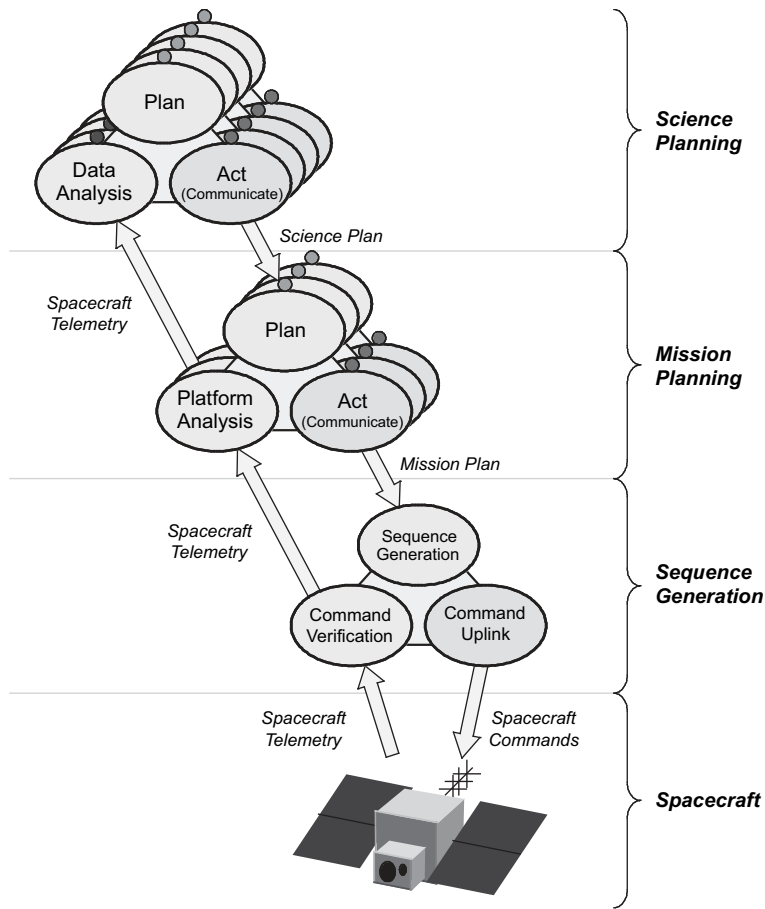 Plan
Data
Analysis
Act
(Communicate)
Science
Planning
Science Plan
Spacecraft
Telemetry
Plan
Platform
Analysis
Act
(Communicate)
Mission
Planning
Mission Plan
Spacecraft
Telemetry
Sequence
Generation
Command
Verification
Command
Uplink
Sequence
Generation
Spacecraft
Telemetry
Spacecraft
Commands
Spacecraft